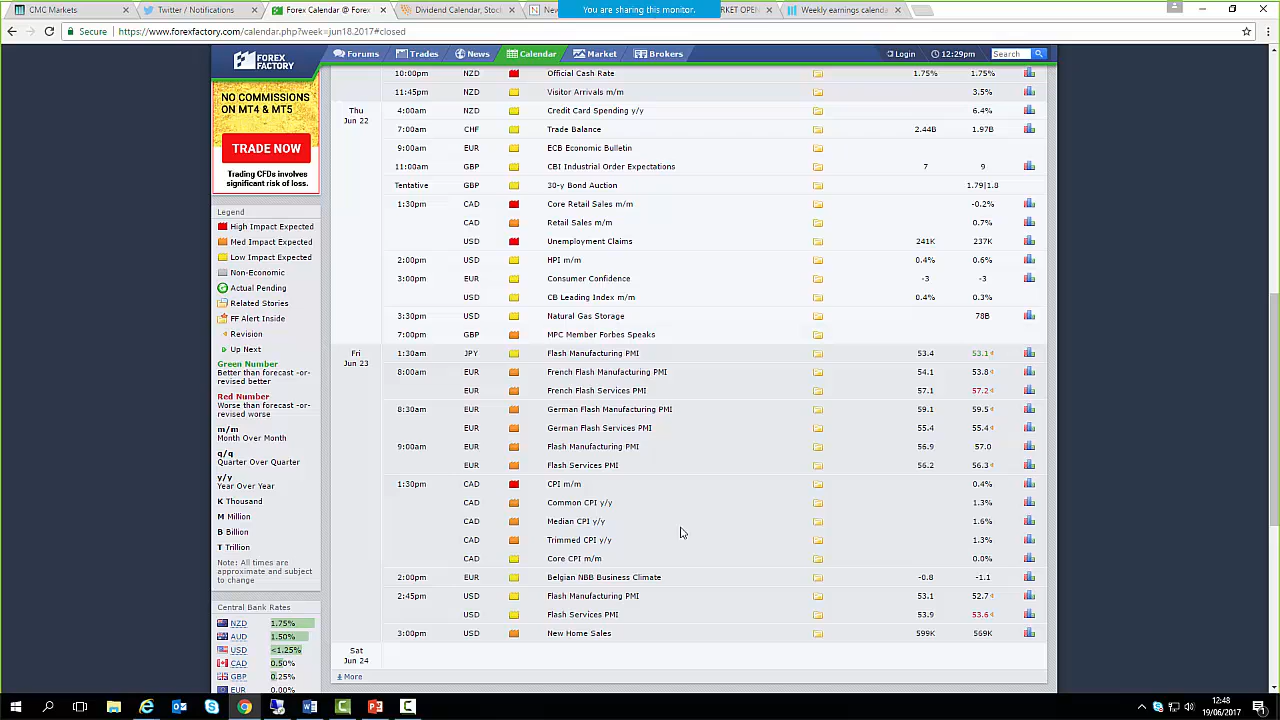 CMC Markets
Twitter / Notifications
Forex Calendar @ Forex
Dividend Calendar, Stoc
You are sharing this monitor.
Weekly earnings calenda
Secure
https://www.forexfactory.com/calendar.php?week=jun18.2017#closed
FOREX FACTORY
Forums
Trades
News
Calendar
Market
Brokers
Login
12:29pm
Search
NO COMMISSIONS
ON MT4 & MT5
TRADE NOW
Trading CFDs involves
significant risk of loss.
Legend
High Impact Expected
Med Impact Expected
Low Impact Expected
Non-Economic
Actual Pending
Related Stories
FF Alert Inside
Revision
Up Next
Green Number
Better than forecast -or-
revised better
Red Number
Worse than forecast -or-
revised worse
m/m
Month Over Month
q/q
Quarter Over Quarter
y/y
Year Over Year
K Thousand
M Million
B Billion
T Trillion
Note: All times are
approximate and subject
to change
Central Bank Rates
NZD 1.75%
AUD 1.50%
USD <1.25%
CAD 0.50%
GBP 0.25%
EUR 0.00%
10:00pm NZD Official Cash Rate 1.75% 1.75%
11:45pm NZD Visitor Arrivals m/m 3.5%
Thu
Jun 22
4:00am NZD Credit Card Spending y/y 6.4%
7:00am CHF Trade Balance 2.44B 1.97B
9:00am EUR ECB Economic Bulletin
11:00am GBP CBI Industrial Order Expectations 7 9
Tentative GBP 30-y Bond Auction 1.79|1.8
1:30pm CAD Core Retail Sales m/m -0.2%
CAD Retail Sales m/m 0.7%
USD Unemployment Claims 241K 237K
2:00pm USD HPI m/m 0.4% 0.6%
3:00pm EUR Consumer Confidence -3 -3
USD CB Leading Index m/m 0.4% 0.3%
3:30pm USD Natural Gas Storage 78B
7:00pm GBP MPC Member Forbes Speaks
Fri
Jun 23
1:30am JPY Flash Manufacturing PMI 53.4 53.1
8:00am EUR French Flash Manufacturing PMI 54.1 53.8
EUR French Flash Services PMI 57.1 57.2
8:30am EUR German Flash Manufacturing PMI 59.1 59.5
EUR German Flash Services PMI 55.4 55.4
9:00am EUR Flash Manufacturing PMI 56.9 57.0
EUR Flash Services PMI 56.2 56.3
1:30pm CAD CPI m/m 0.4%
CAD Common CPI y/y 1.3%
CAD Median CPI y/y 1.6%
CAD Trimmed CPI y/y 1.3%
CAD Core CPI m/m 0.0%
2:00pm EUR Belgian NBB Business Climate -0.8 -1.1
2:45pm USD Flash Manufacturing PMI 53.1 52.7
USD Flash Services PMI 53.9 53.6
3:00pm USD New Home Sales 599K 569K
Sat
Jun 24
More
12:48
19/06/2017